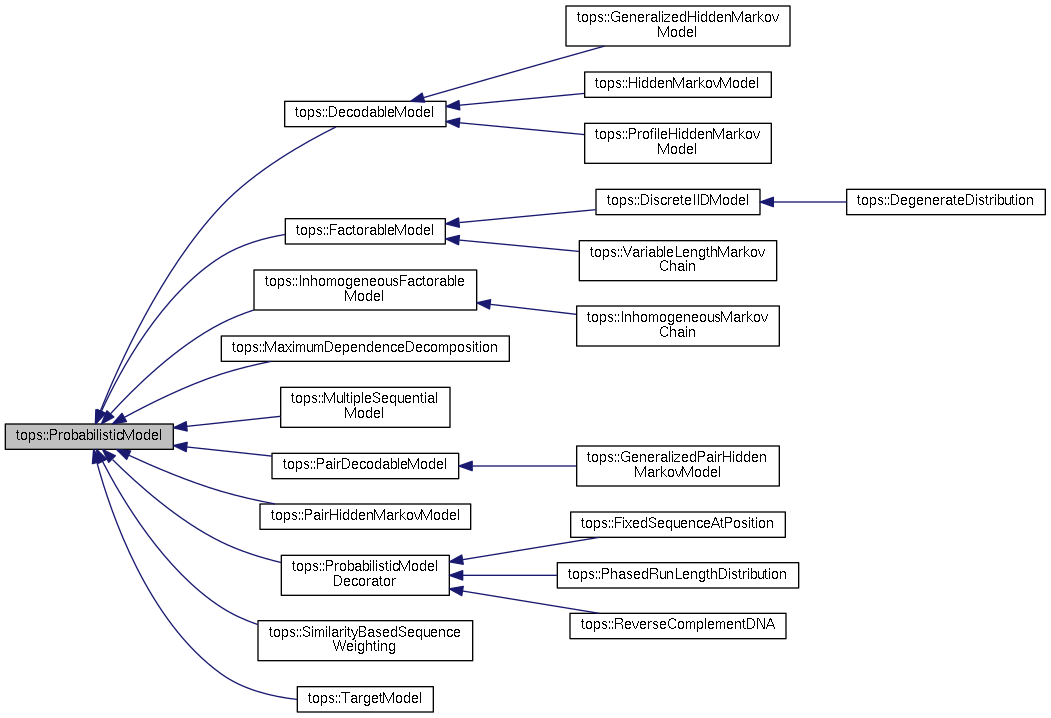 tops::GeneralizedHiddenMarkov
Model
tops::HiddenMarkovModel
tops::DecodableModel
tops::ProfileHiddenMarkov
Model
tops::DiscreteIIDModel
tops::DegenerateDistribution
tops::FactorableModel
tops::VariableLengthMarkov
Chain
tops::InhomogeneousFactorable
Model
tops::InhomogeneousMarkov
Chain
tops::MaximumDependenceDecomposition
tops::MultipleSequential
Model
tops::ProbabilisticModel
tops::PairDecodableModel
tops::GeneralizedPairHidden
MarkovModel
tops::PairHiddenMarkovModel
tops::FixedSequenceAtPosition
tops::ProbabilisticModel
Decorator
tops::PhasedRunLengthDistribution
tops::ReverseComplementDNA
tops::SimilarityBasedSequence
Weighting
tops::TargetModel